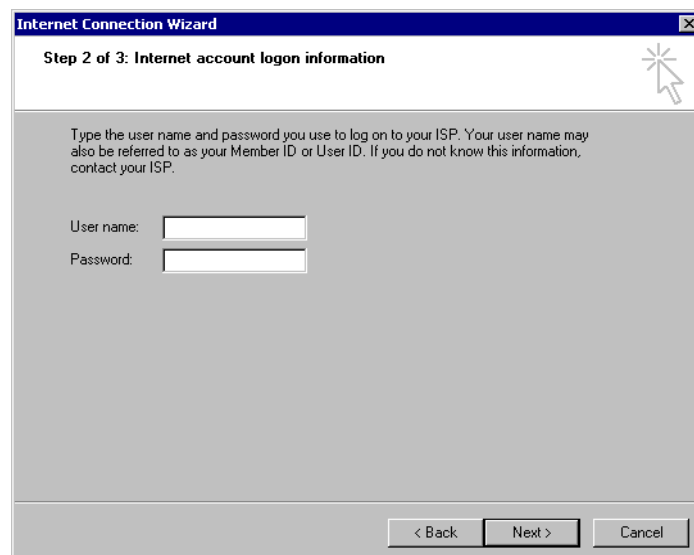 Internet Connection Wizard
Step 2 of 3: Internet account logon information
Type the user name and password you use to log on to your ISP. Your user name may
also be referred to as your Member ID or User ID. If you do not know this information,
contact your ISP.
User name:
Password:
< Back Next > Cancel